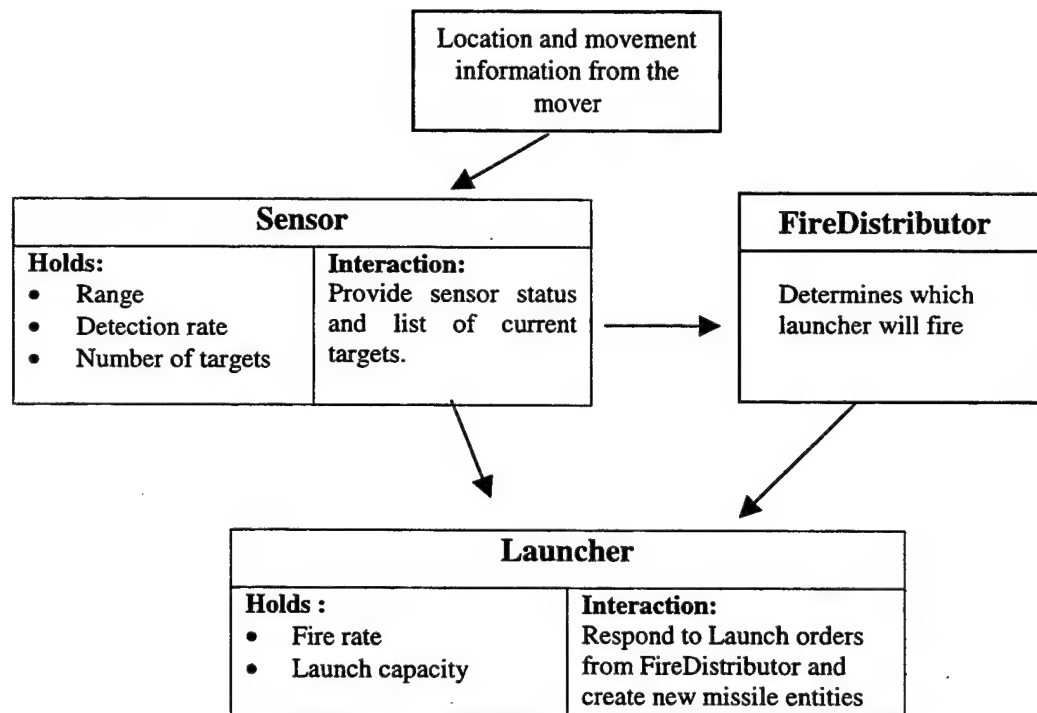 Location and movement
information from the
mover
Sensor
Holds:
• Range
• Detection rate
• Number of targets
Interaction:
Provide sensor status
and list of current
targets.
FireDistributor
Determines which
launcher will fire
Launcher
Holds :
• Fire rate
• Launch capacity
Interaction:
Respond to Launch orders
from FireDistributor and
create new missile entities